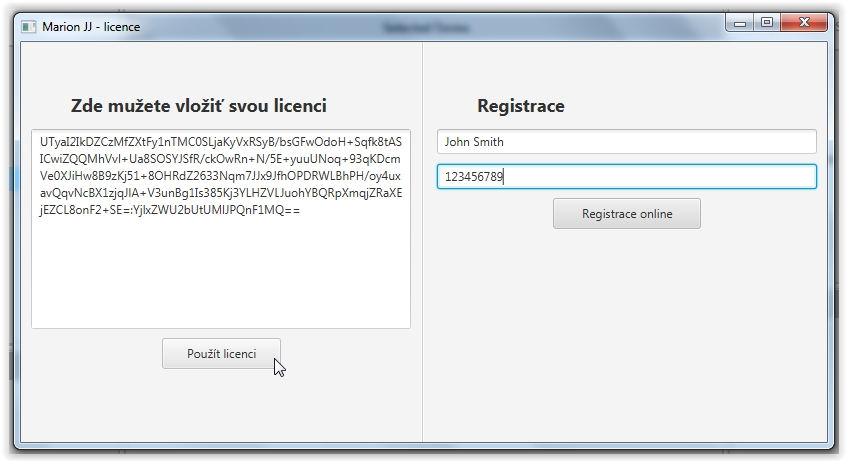 Marion JJ - licence
Zde mužete vložiť svou licenci
UTyaI2IkDZCzMfZXtFy1nTMC0SLjaKyVxRSyB/bsGFwOdoH+Sqfk8tAS
ICwiZQQMhVvI+Ua8SOSYJSfR/ckOwRn+N/5E+yuuUNoq+93qKDcm
Ve0XJiHw8B9zKj51+8OHRdZ2633Nqm7JJx9JfhOPDRWLBhPH/oy4ux
avQqvNcBX1zjqJIA+V3unBg1Is385Kj3YLHZVLJuohYBQRpXmqjZRaXE
jEZCL8onF2+SE=:YjIxZWU2bUtUMlJPQnF1MQ==
Použít licenci
Registrace
John Smith
123456789
Registrace online